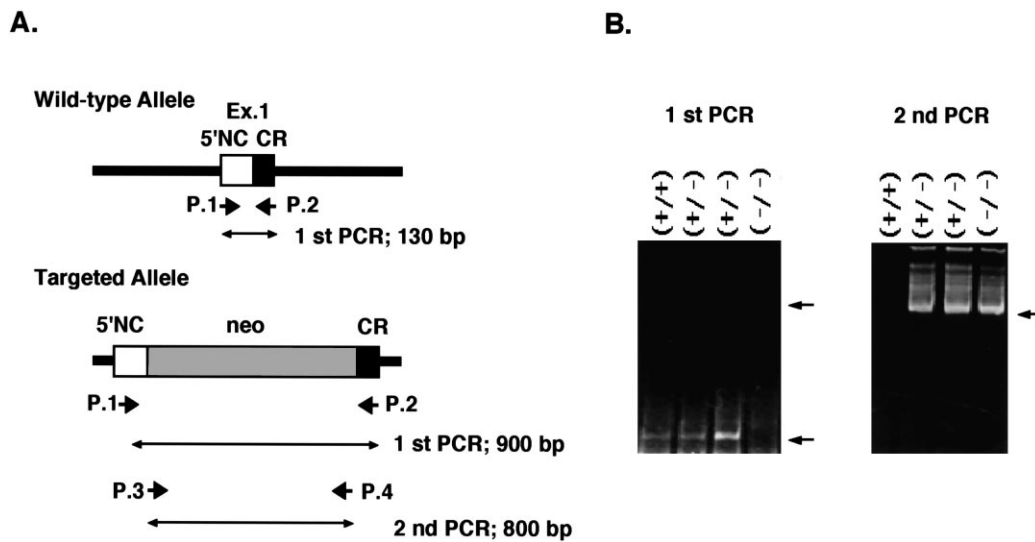 A.
Wild-type Allele
Ex.1
5'NC CR
P.1 P.2
1 st PCR; 130 bp
Targeted Allele
5'NC neo CR
P.1 P.2
1 st PCR; 900 bp
P.3 P.4
2 nd PCR; 800 bp
B.
1 st PCR 2 nd PCR
(+/+) (+/-) (+/-) (-/-) (+/+) (+/-) (+/-) (-/-)